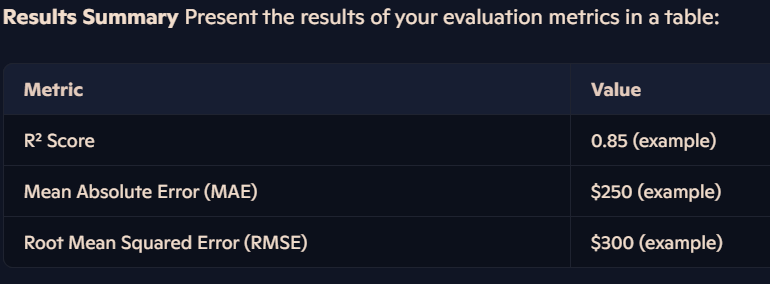 Results Summary Present the results of your evaluation metrics in a table:
Metric Value
R² Score 0.85 (example)
Mean Absolute Error (MAE) $250 (example)
Root Mean Squared Error (RMSE) $300 (example)